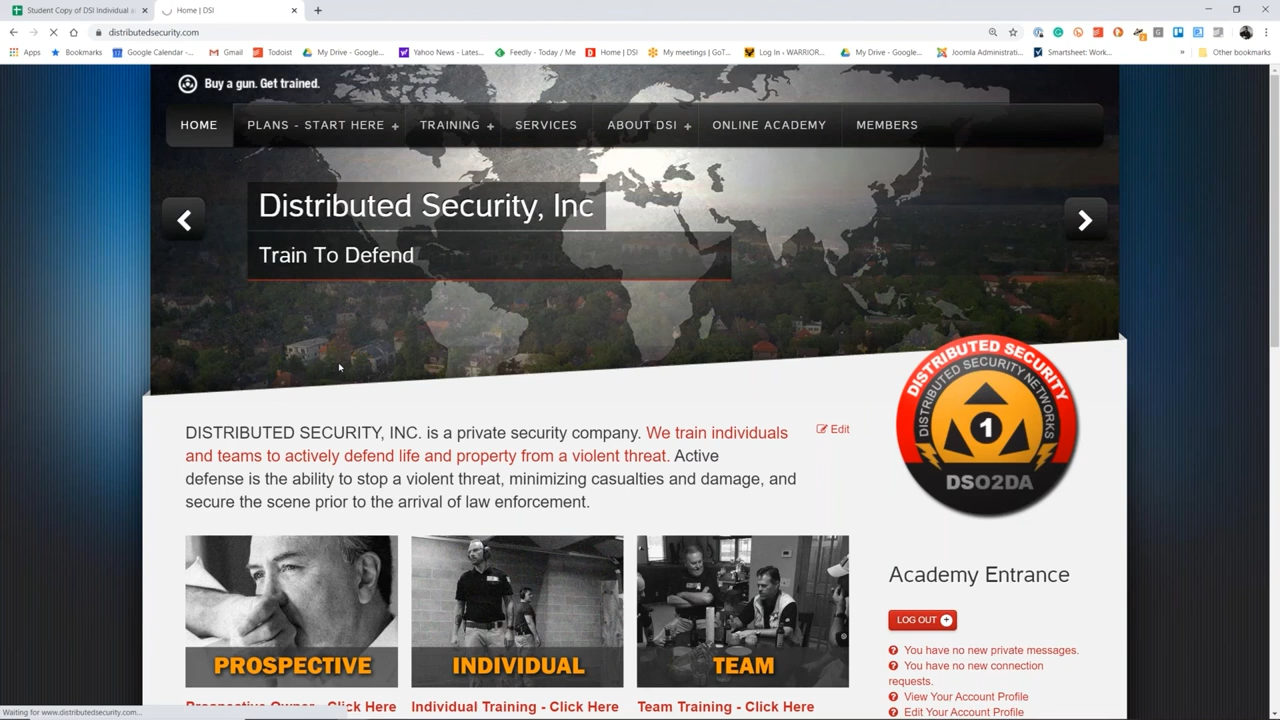 Student Copy of DSI Individual a
Home | DSI
distributedsecurity.com
Apps
Bookmarks
Google Calendar -...
Gmail
Todoist
My Drive - Google...
Yahoo News - Lates...
Feedly - Today / Me
Home | DSI
My meetings | GoT...
Log In - WARRIOR...
My Drive - Google...
Joomla Administrati...
Smartsheet: Work...
»
Other bookmarks
Buy a gun. Get trained.
HOME
PLANS - START HERE +
TRAINING +
SERVICES
ABOUT DSI +
ONLINE ACADEMY
MEMBERS
Distributed Security, Inc
Train To Defend
DISTRIBUTED SECURITY
DISTRIBUTED SECURITY NETWORKS
1
DSO2DA
DISTRIBUTED SECURITY, INC. is a private security company. We train individuals
and teams to actively defend life and property from a violent threat. Active
defense is the ability to stop a violent threat, minimizing casualties and damage, and
secure the scene prior to the arrival of law enforcement.
Edit
PROSPECTIVE
INDIVIDUAL
TEAM
Prospective Owner - Click Here
Individual Training - Click Here
Team Training - Click Here
Academy Entrance
LOG OUT +
You have no new private messages.
You have no new connection
requests.
View Your Account Profile
Edit Your Account Profile
Waiting for www.distributedsecurity.com...